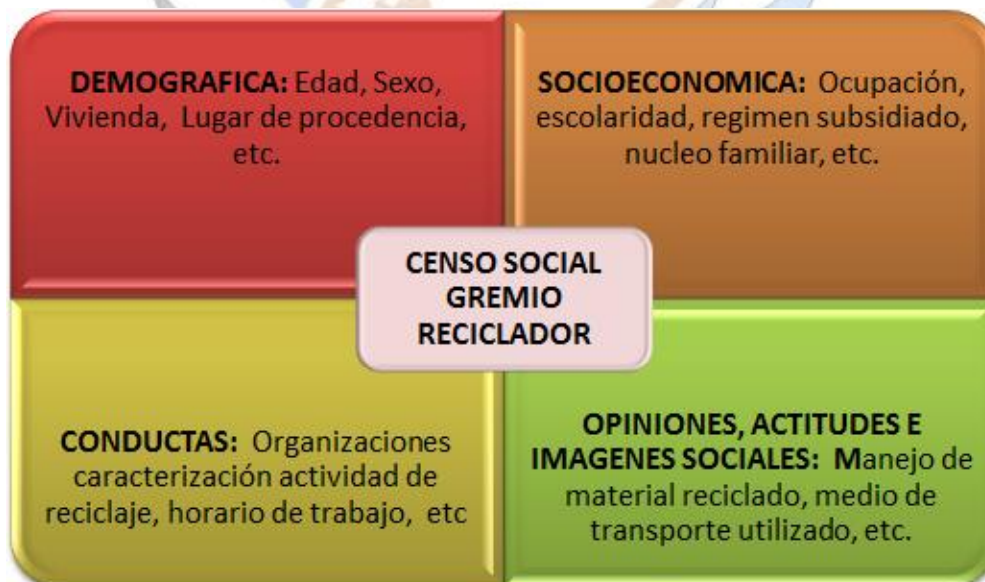 DEMOGRAFICA: Edad, Sexo,
Vivienda, Lugar de procedencia,
etc.
SOCIOECONOMICA: Ocupación,
escolaridad, regimen subsidiado,
nucleo familiar, etc.
CENSO SOCIAL
GREMIO
RECICLADOR
CONDUCTAS: Organizaciones
caracterización actividad de
reciclaje, horario de trabajo, etc
OPINIONES, ACTITUDES E
IMAGENES SOCIALES: Manejo de
material reciclado, medio de
transporte utilizado, etc.